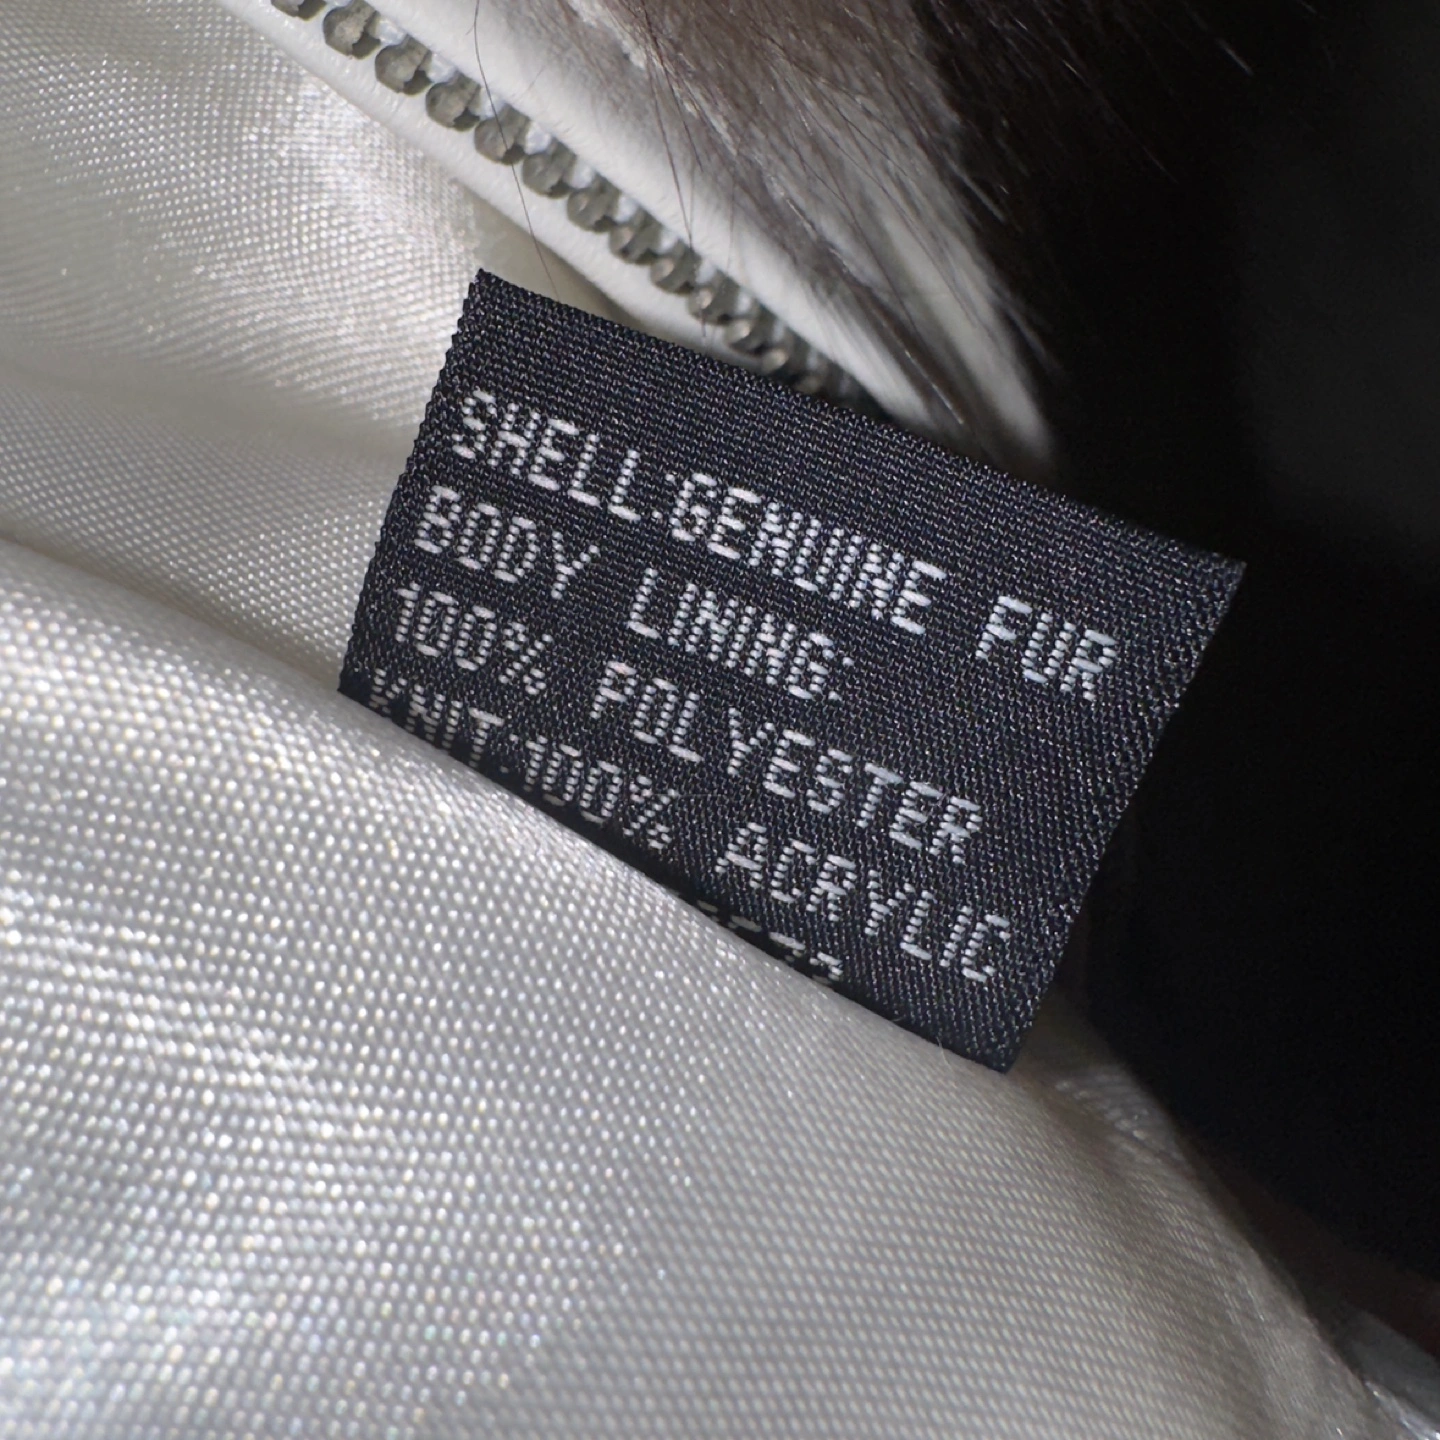 SHELL:GENUINE FUR
BODY LINING:
100% POLYESTER
KNIT:100% ACRYLIC